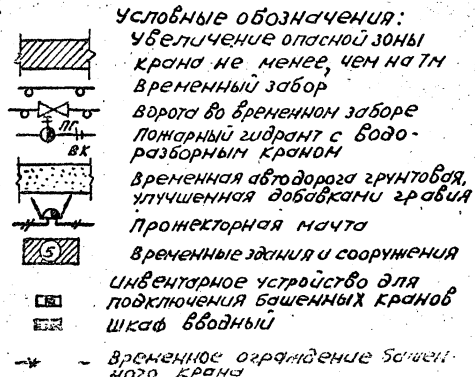 Условные обозначения:
Увеличение опасной зоны
крана не менее, чем на 7м
Временный забор
Ворота во временном заборе
ПГ
Пожарный гидрант с водо-
ВК
разборным краном
Временная автодорога грунтовая,
улучшенная добавками гравия
Прожекторная мачта
5
Временные здания и сооружения
Инвентарное устройство для
подключения башенных кранов
Шкаф вводный
Временное ограждение башен-
ного крана